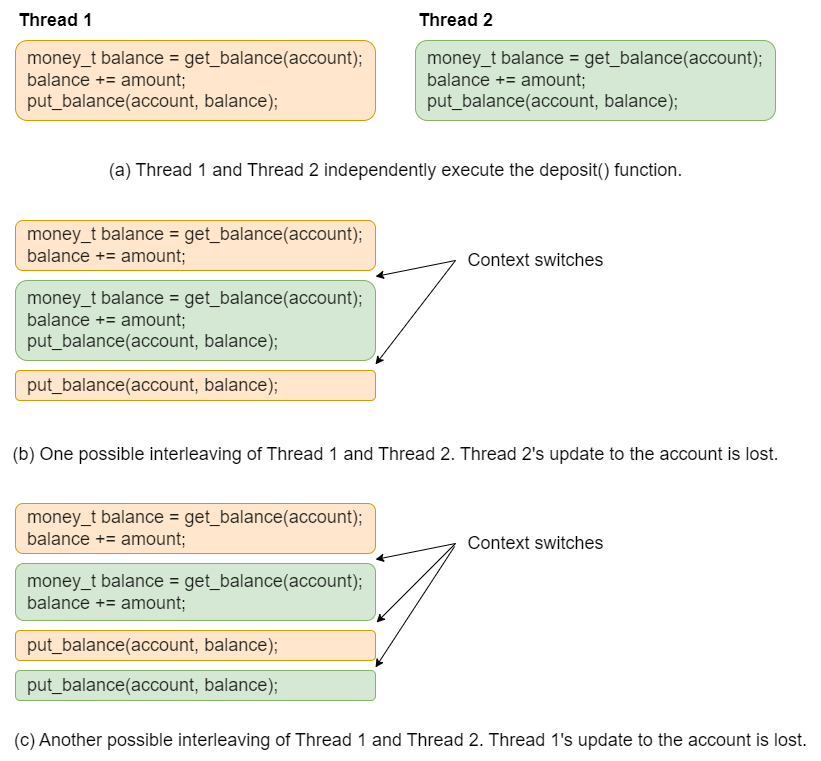 Thread 1
Thread 2
money_t balance = get_balance(account);
balance += amount;
put_balance(account, balance);
money_t balance = get_balance(account);
balance += amount;
put_balance(account, balance);
(a) Thread 1 and Thread 2 independently execute the deposit() function.
money_t balance = get_balance(account);
balance += amount;
Context switches
money_t balance = get_balance(account);
balance += amount;
put_balance(account, balance);
put_balance(account, balance);
(b) One possible interleaving of Thread 1 and Thread 2. Thread 2's update to the account is lost.
money_t balance = get_balance(account);
balance += amount;
Context switches
money_t balance = get_balance(account);
balance += amount;
put_balance(account, balance);
put_balance(account, balance);
(c) Another possible interleaving of Thread 1 and Thread 2. Thread 1's update to the account is lost.